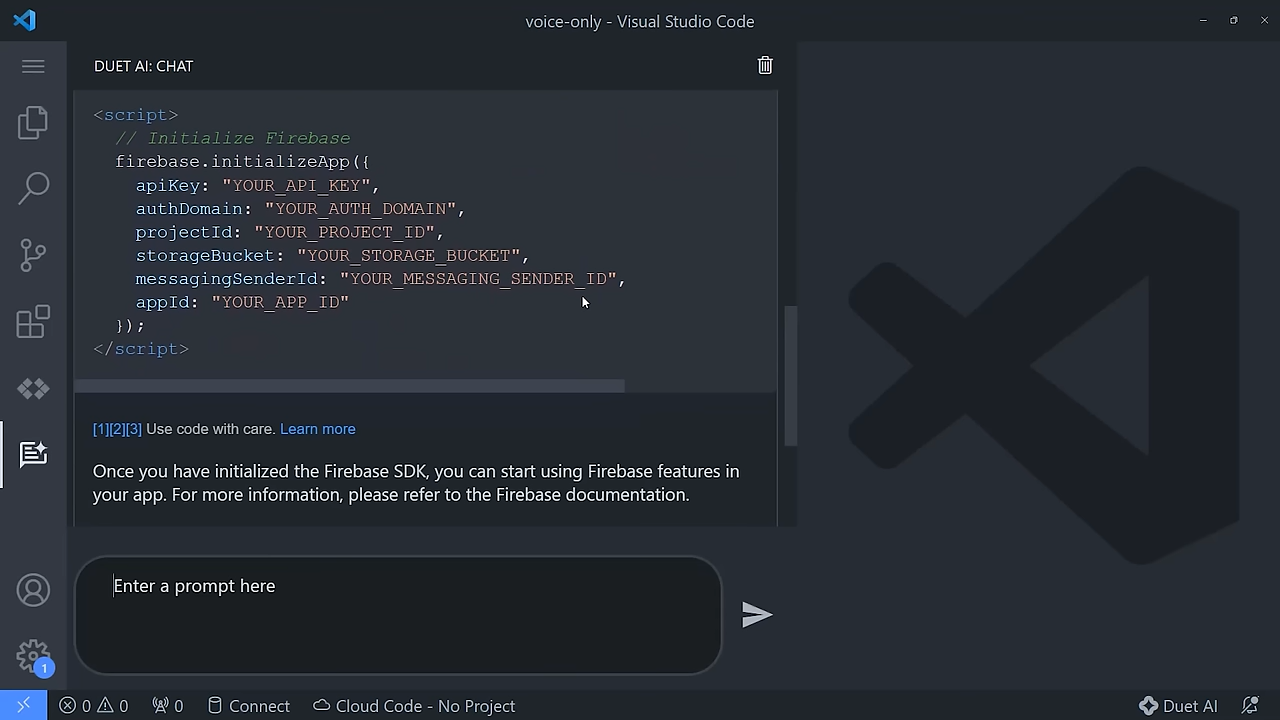 voice-only - Visual Studio Code
DUET AI: CHAT
<script>
  // Initialize Firebase
  firebase.initializeApp({
    apiKey: "YOUR_API_KEY",
    authDomain: "YOUR_AUTH_DOMAIN",
    projectId: "YOUR_PROJECT_ID",
    storageBucket: "YOUR_STORAGE_BUCKET",
    messagingSenderId: "YOUR_MESSAGING_SENDER_ID",
    appId: "YOUR_APP_ID"
  });
</script>
[1][2][3] Use code with care. Learn more
Once you have initialized the Firebase SDK, you can start using Firebase features in
your app. For more information, please refer to the Firebase documentation.
Enter a prompt here
1
0 0 0 Connect Cloud Code - No Project Duet AI